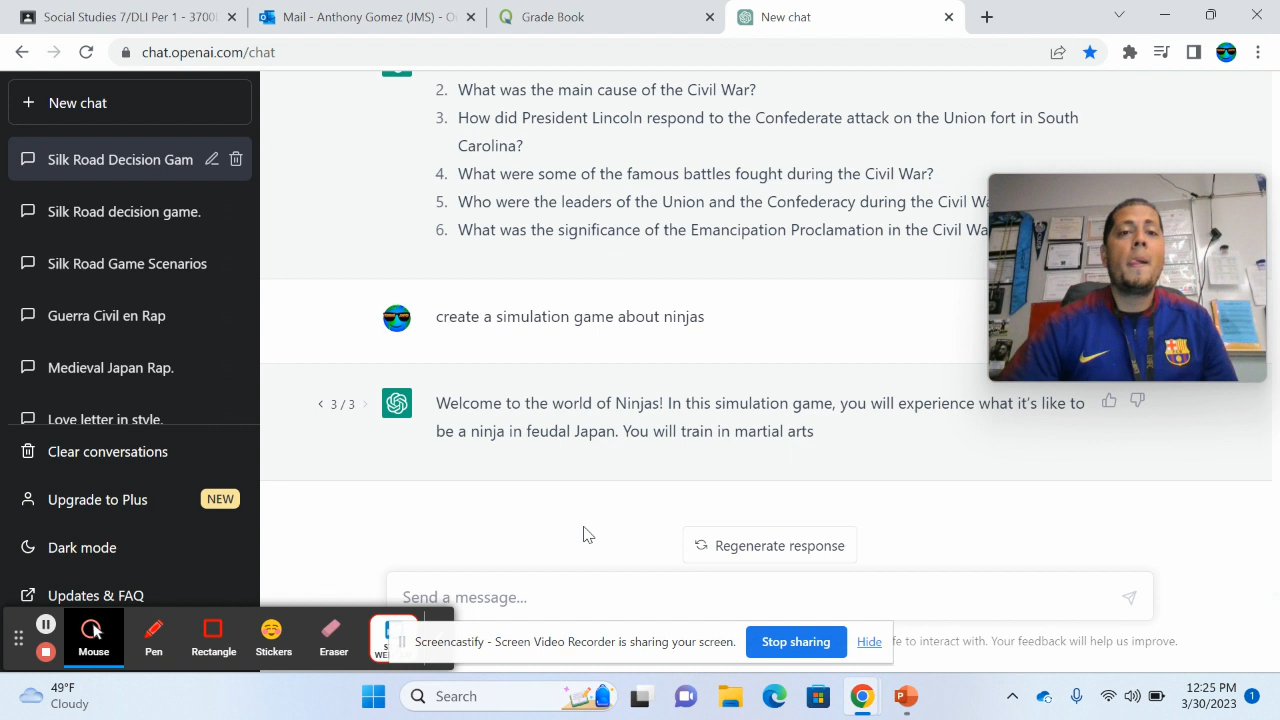 Social Studies 7/DLI Per 1 - 3700
Mail - Anthony Gomez (JMS) - O
Grade Book
New chat
chat.openai.com/chat
New chat
Silk Road Decision Gam
Silk Road decision game.
Silk Road Game Scenarios
Guerra Civil en Rap
Medieval Japan Rap.
Love letter in style.
Clear conversations
Upgrade to Plus NEW
Dark mode
Updates & FAQ
2. What was the main cause of the Civil War?
3. How did President Lincoln respond to the Confederate attack on the Union fort in South
Carolina?
4. What were some of the famous battles fought during the Civil War?
5. Who were the leaders of the Union and the Confederacy during the Civil Wa
6. What was the significance of the Emancipation Proclamation in the Civil Wa
create a simulation game about ninjas
3 / 3
Welcome to the world of Ninjas! In this simulation game, you will experience what it's like to
be a ninja in feudal Japan. You will train in martial arts
Regenerate response
Send a message...
Mouse
Pen
Rectangle
Stickers
Eraser
Screencastify - Screen Video Recorder is sharing your screen.
Stop sharing
Hide
fe to interact with. Your feedback will help us improve.
49°F
Cloudy
Search
12:25 PM
3/30/2023
1